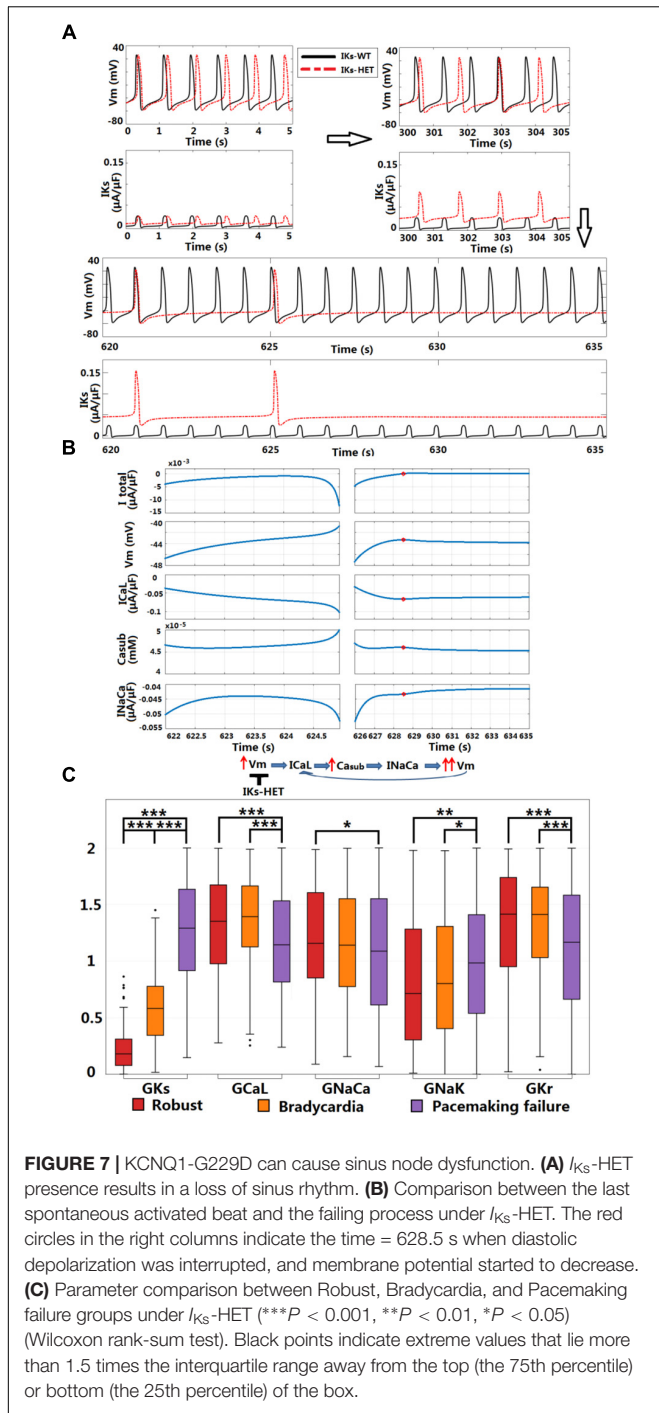 A
IKs-WT
IKs-HET
40
Vm (mV)
-80
0 1 2 3 4 5
Time (s)
40
Vm (mV)
-80
300 301 302 303 304 305
Time (s)
0.15
IKs
(µA/µF)
0
0 1 2 3 4 5
Time (s)
0.15
IKs
(µA/µF)
0
300 301 302 303 304 305
Time (s)
40
Vm (mV)
-80
620 625 630 635
Time (s)
0.15
IKs
(µA/µF)
0
620 625 630 635
Time (s)
B
x10⁻³
I total
(µA/µF)
0
-5
-10
-15
Vm (mV)
-40
-44
-48
ICaL
(µA/µF)
0
-0.05
-0.1
x10⁻⁵
Casub
(mM)
5
4.5
4
INaCa
(µA/µF)
-0.04
-0.045
-0.05
-0.055
622 622.5 623 623.5 624 624.5
Time (s)
626 627 628 629 630 631 632 633 634 635
Time (s)
↑Vm → ICaL → ↑Casub → INaCa → ↑↑Vm
IKs-HET
C
*** *** ***
*** ***
*
** *
*** ***
2
1.5
1
0.5
0
GKs GCaL GNaCa GNaK GKr
Robust Bradycardia Pacemaking failure
FIGURE 7 | KCNQ1-G229D can cause sinus node dysfunction. (A) IKs-HET
presence results in a loss of sinus rhythm. (B) Comparison between the last
spontaneous activated beat and the failing process under IKs-HET. The red
circles in the right columns indicate the time = 628.5 s when diastolic
depolarization was interrupted, and membrane potential started to decrease.
(C) Parameter comparison between Robust, Bradycardia, and Pacemaking
failure groups under IKs-HET (***P < 0.001, **P < 0.01, *P < 0.05)
(Wilcoxon rank-sum test). Black points indicate extreme values that lie more
than 1.5 times the interquartile range away from the top (the 75th percentile)
or bottom (the 25th percentile) of the box.